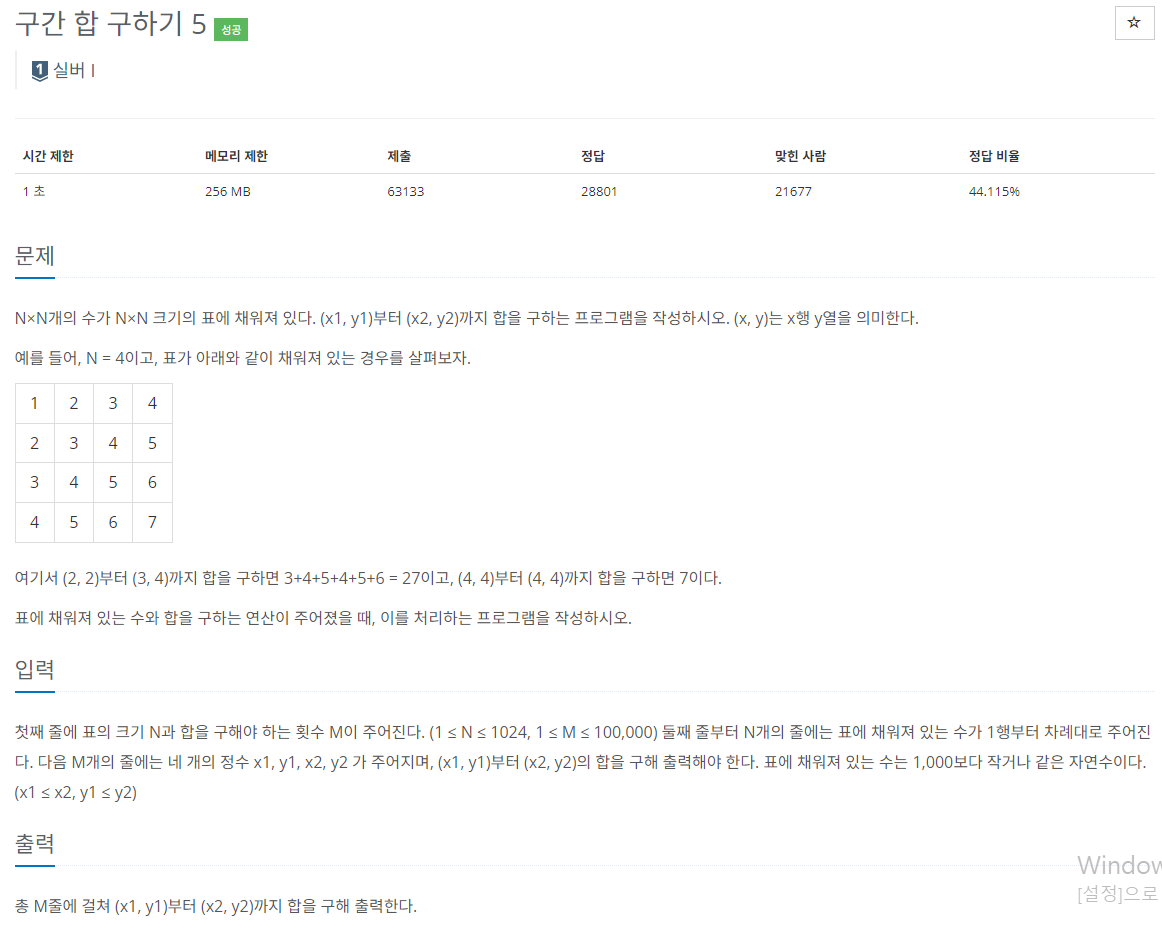 구간 합 구하기 5 성공
☆
1 실버 I
시간 제한 메모리 제한 제출 정답 맞힌 사람 정답 비율
1 초 256 MB 63133 28801 21677 44.115%
문제
N×N개의 수가 N×N 크기의 표에 채워져 있다. (x1, y1)부터 (x2, y2)까지 합을 구하는 프로그램을 작성하시오. (x, y)는 x행 y열을 의미한다.
예를 들어, N = 4이고, 표가 아래와 같이 채워져 있는 경우를 살펴보자.
1 2 3 4
2 3 4 5
3 4 5 6
4 5 6 7
여기서 (2, 2)부터 (3, 4)까지 합을 구하면 3+4+5+4+5+6 = 27이고, (4, 4)부터 (4, 4)까지 합을 구하면 7이다.
표에 채워져 있는 수와 합을 구하는 연산이 주어졌을 때, 이를 처리하는 프로그램을 작성하시오.
입력
첫째 줄에 표의 크기 N과 합을 구해야 하는 횟수 M이 주어진다. (1 ≤ N ≤ 1024, 1 ≤ M ≤ 100,000) 둘째 줄부터 N개의 줄에는 표에 채워져 있는 수가 1행부터 차례대로 주어진
다. 다음 M개의 줄에는 네 개의 정수 x1, y1, x2, y2 가 주어지며, (x1, y1)부터 (x2, y2)의 합을 구해 출력해야 한다. 표에 채워져 있는 수는 1,000보다 작거나 같은 자연수이다.
(x1 ≤ x2, y1 ≤ y2)
출력
Window
[설정]으로
총 M줄에 걸쳐 (x1, y1)부터 (x2, y2)까지 합을 구해 출력한다.